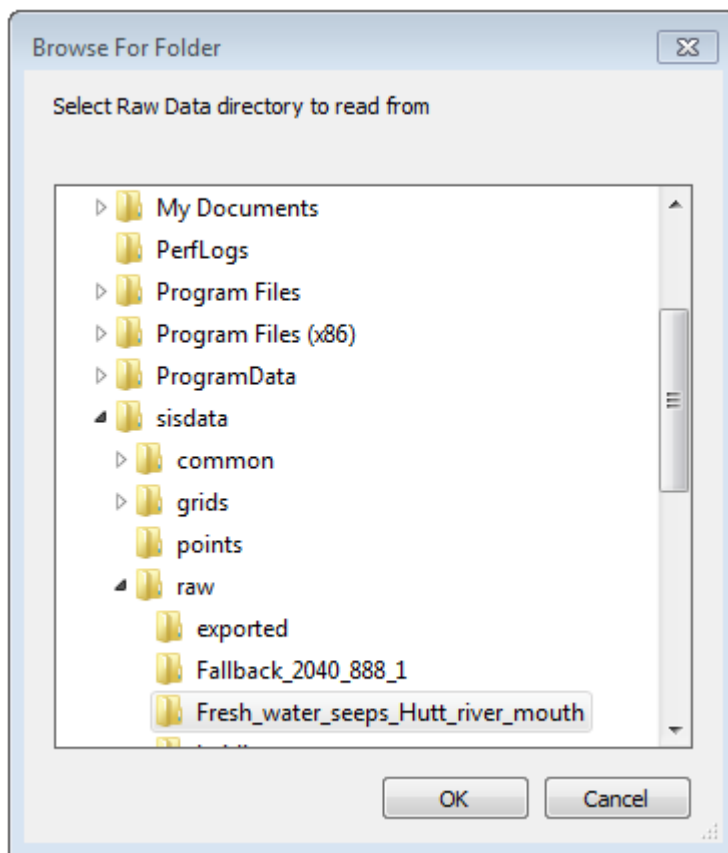 Browse For Folder
Select Raw Data directory to read from
My Documents
PerfLogs
Program Files
Program Files (x86)
ProgramData
sisdata
common
grids
points
raw
exported
Fallback_2040_888_1
Fresh_water_seeps_Hutt_river_mouth
OK Cancel